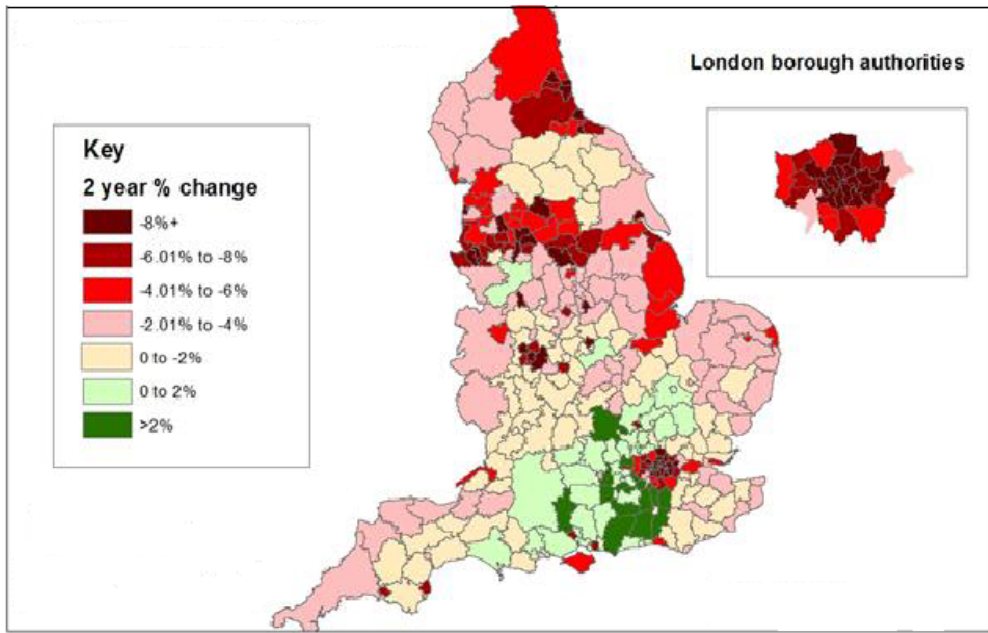 London borough authorities
Key
2 year % change
-8%+
-6.01% to -8%
-4.01% to -6%
-2.01% to -4%
0 to -2%
0 to 2%
>2%